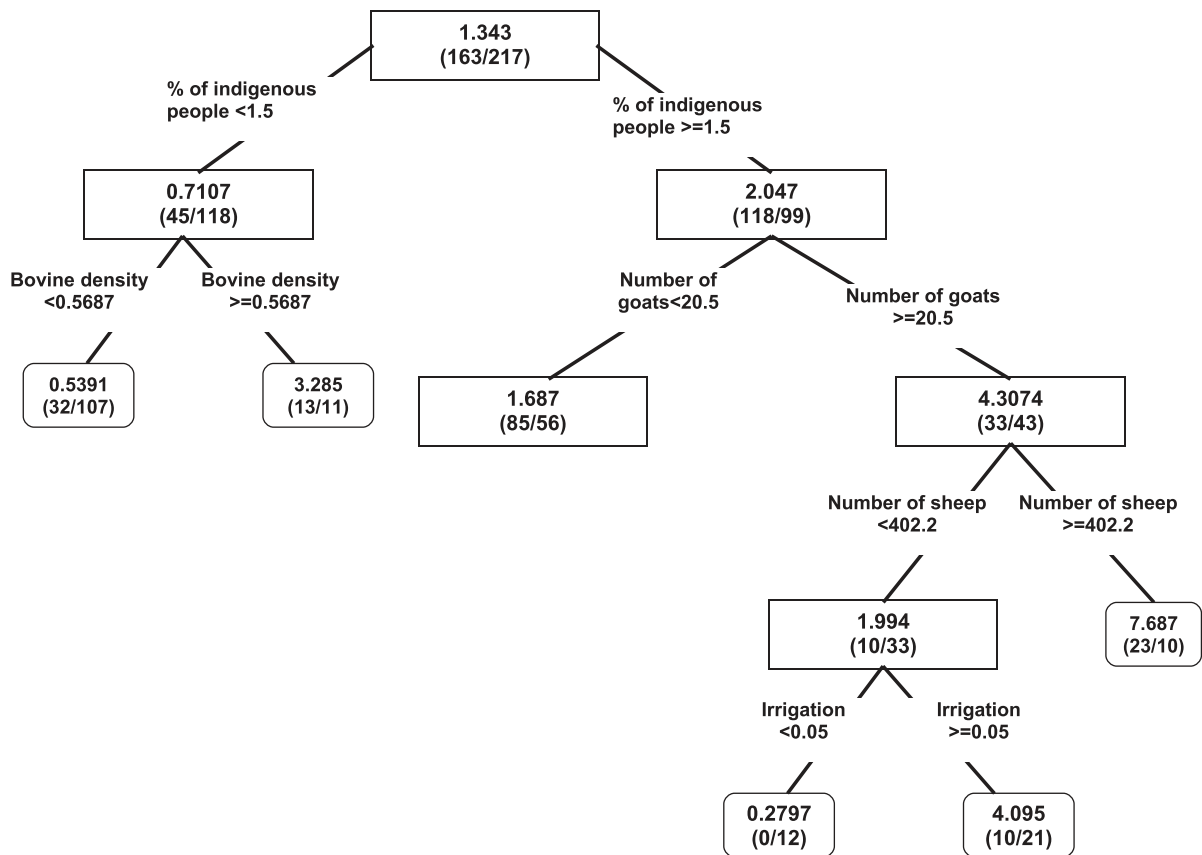 1.343
(163/217)
% of indigenous
people <1.5
% of indigenous
people >=1.5
0.7107
(45/118)
2.047
(118/99)
Bovine density
<0.5687
Bovine density
>=0.5687
Number of
goats<20.5
Number of goats
>=20.5
0.5391
(32/107)
3.285
(13/11)
1.687
(85/56)
4.3074
(33/43)
Number of sheep
<402.2
Number of sheep
>=402.2
1.994
(10/33)
7.687
(23/10)
Irrigation
<0.05
Irrigation
>=0.05
0.2797
(0/12)
4.095
(10/21)